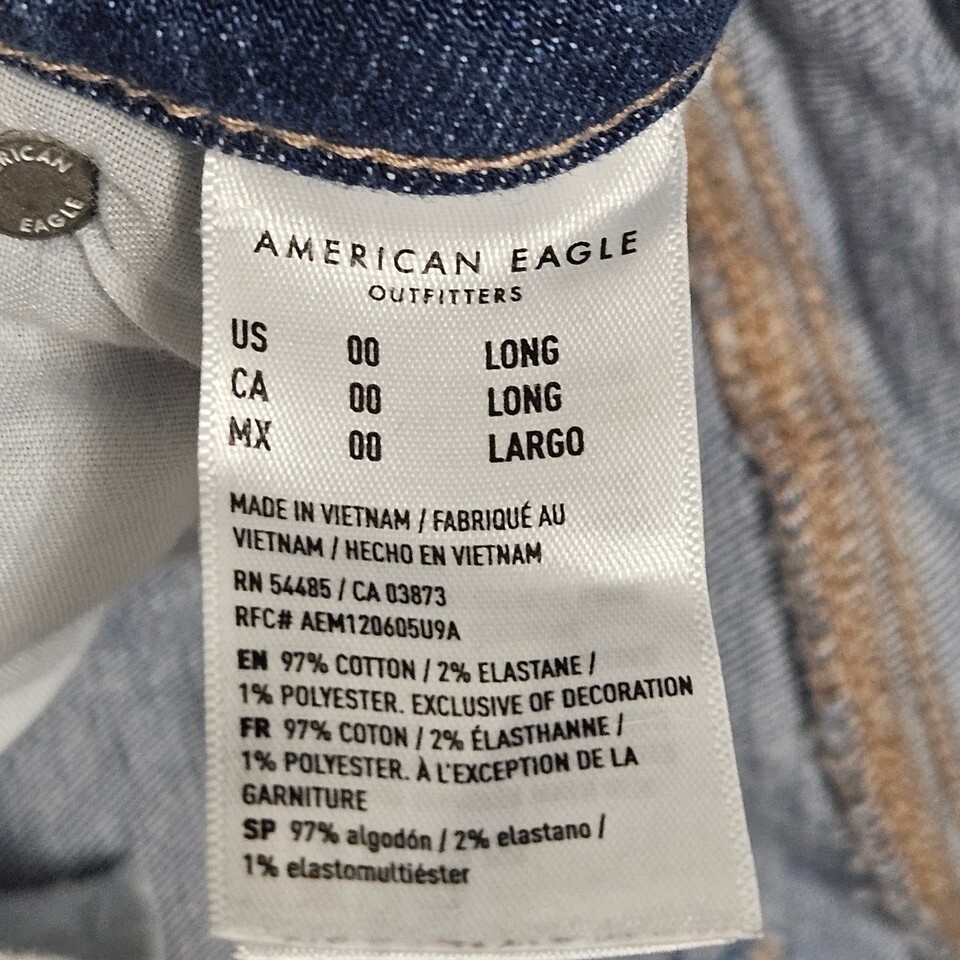 RICAN
EAGLE
AMERICAN EAGLE
OUTFITTERS
US 00 LONG
CA 00 LONG
MX 00 LARGO
MADE IN VIETNAM / FABRIQUÉ AU
VIETNAM / HECHO EN VIETNAM
RN 54485 / CA 03873
RFC# AEM120605U9A
EN 97% COTTON / 2% ELASTANE /
1% POLYESTER. EXCLUSIVE OF DECORATION
FR 97% COTON / 2% ÉLASTHANNE /
1% POLYESTER. À L'EXCEPTION DE LA
GARNITURE
SP 97% algodón / 2% elastano /
1% elastomultiéster